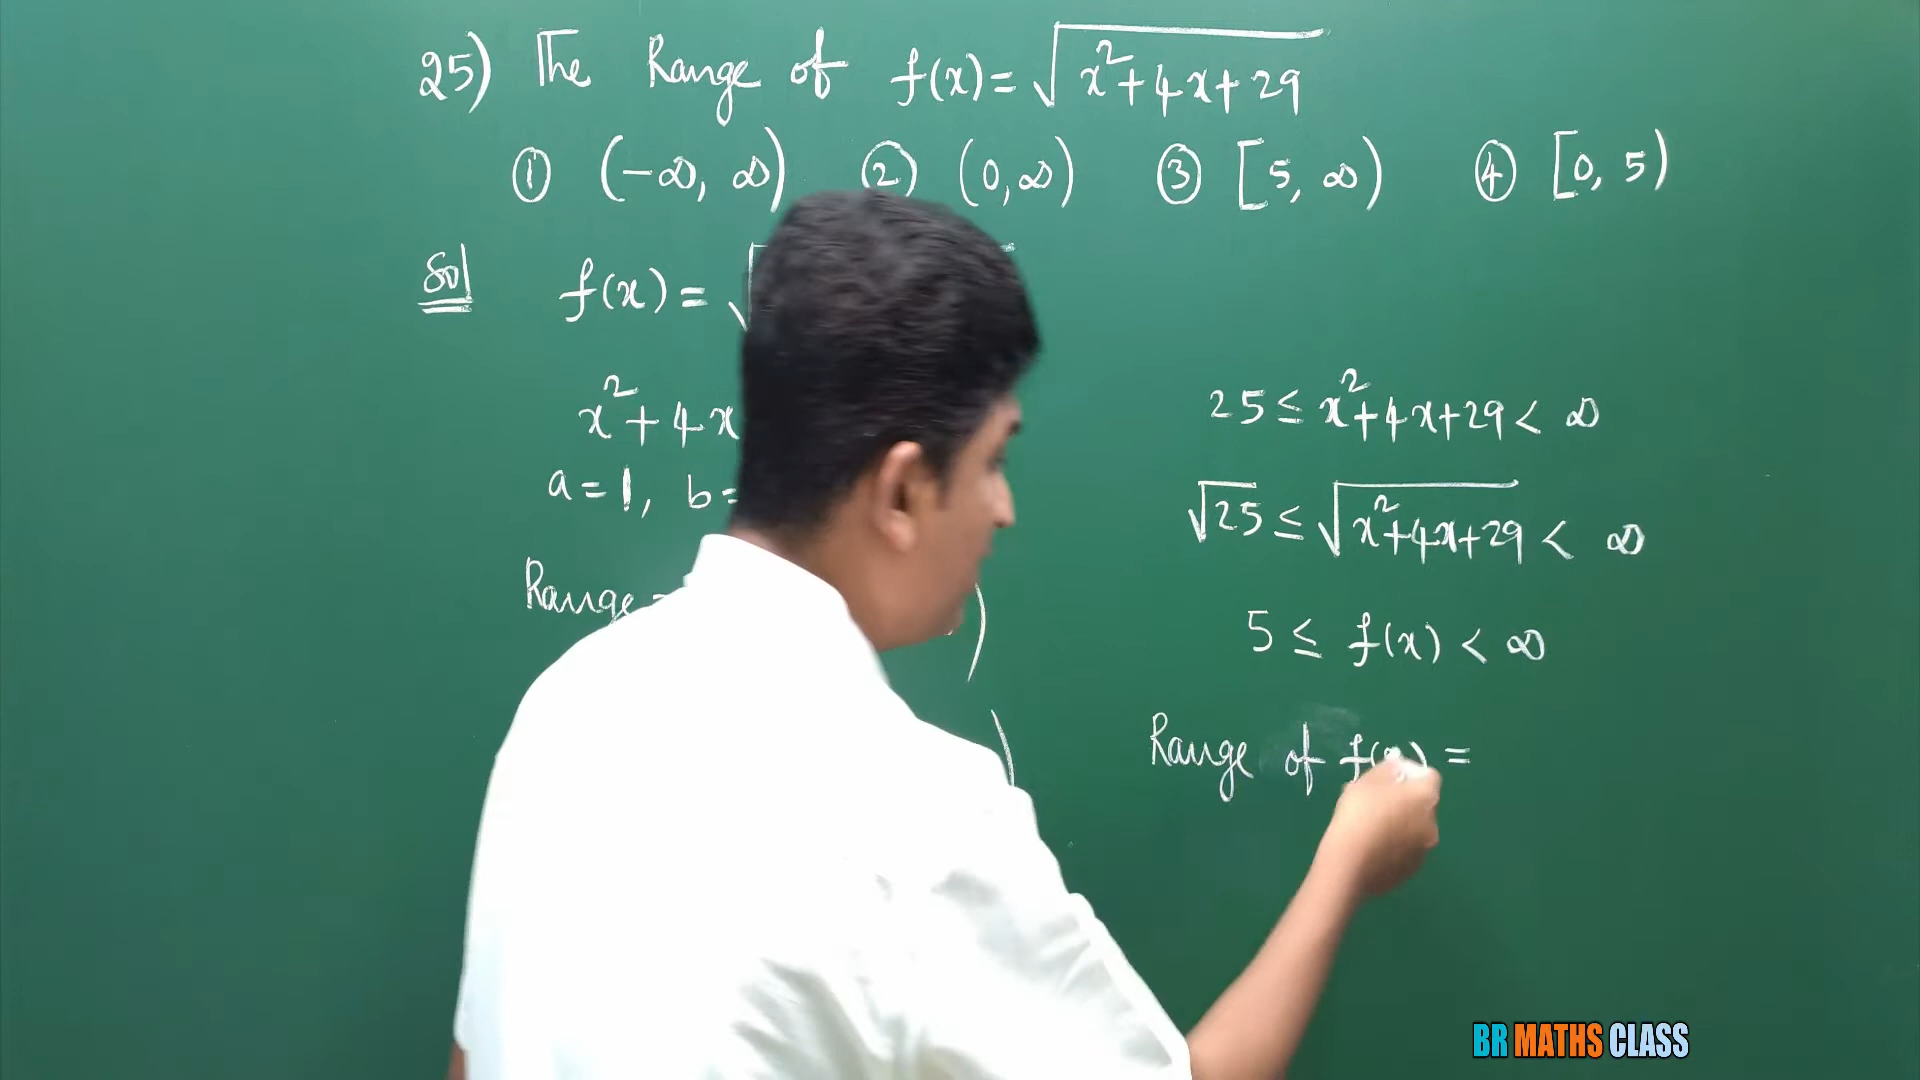 25) The Range of f(x)= √x²+4x+29
① (-∞, ∞) ② (0,∞) ③ [5, ∞) ④ [0, 5)
Sol f(x)= √
x²+4x
a=1, b=
Range =
25 ≤ x²+4x+29 < ∞
√25 ≤ √x²+4x+29 < ∞
5 ≤ f(x) < ∞
Range of f(x) =
BR MATHS CLASS